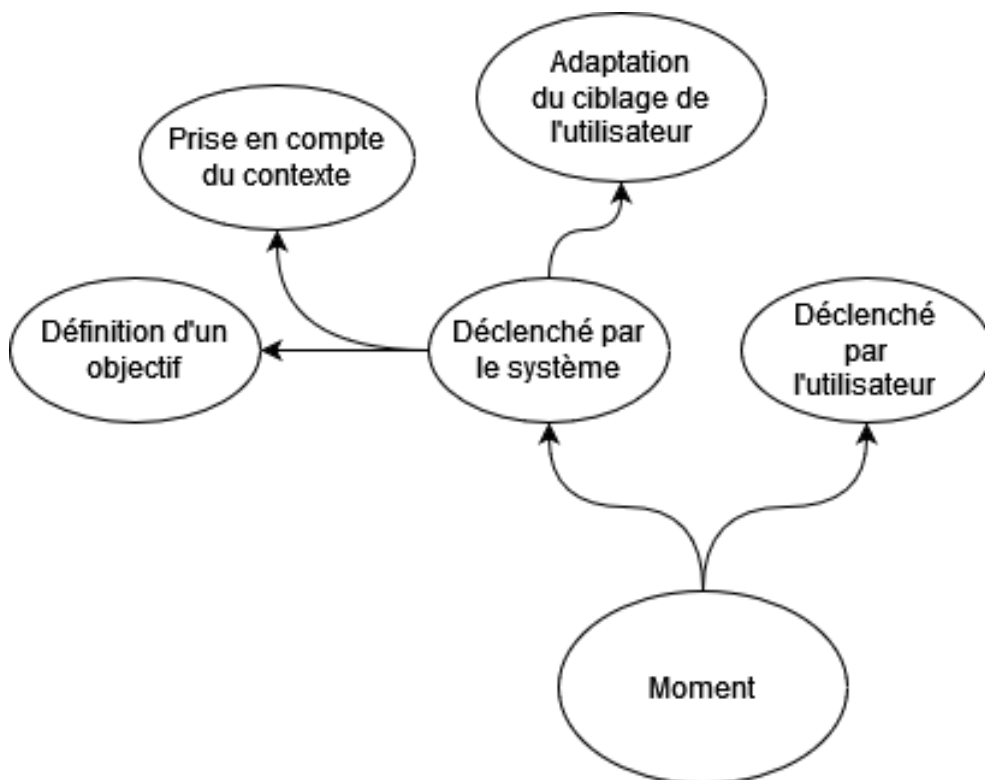 Adaptation
du ciblage de
l'utilisateur
Prise en compte
du contexte
Définition d'un
objectif
Déclenché par
le système
Déclenché
par
l'utilisateur
Moment